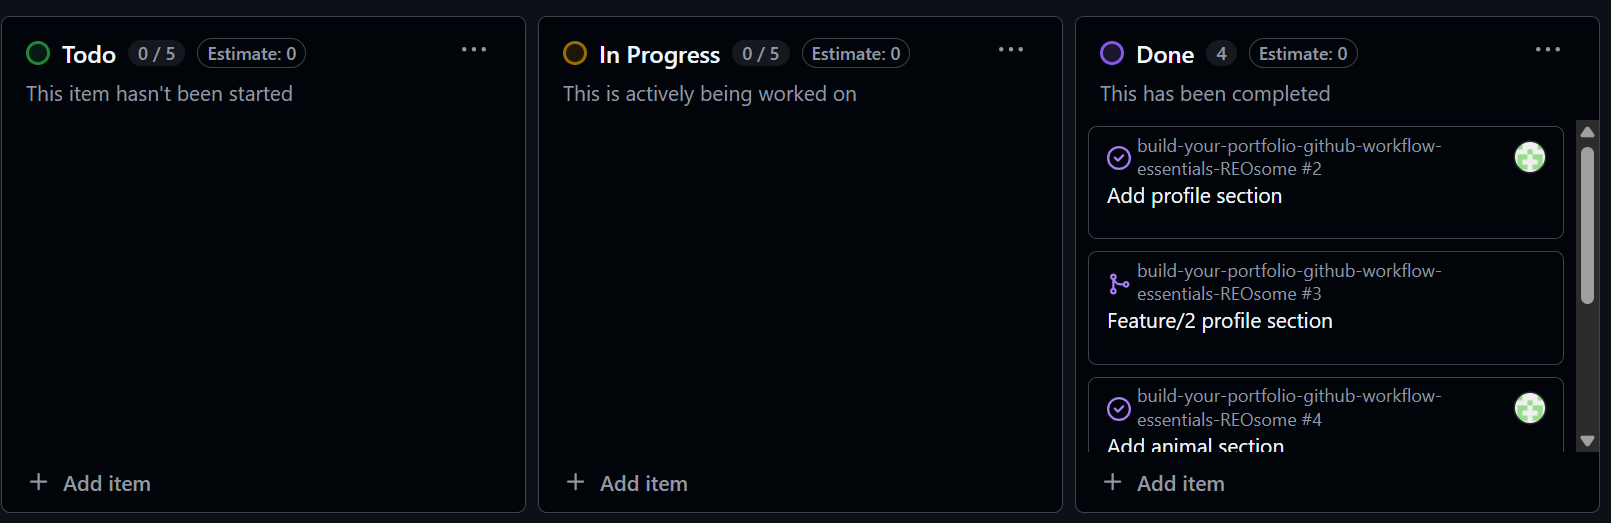 Todo 0 / 5 Estimate: 0
This item hasn't been started
Add item
In Progress 0 / 5 Estimate: 0
This is actively being worked on
Add item
Done 4 Estimate: 0
This has been completed
build-your-portfolio-github-workflow-
essentials-REOsome #2
Add profile section
build-your-portfolio-github-workflow-
essentials-REOsome #3
Feature/2 profile section
build-your-portfolio-github-workflow-
essentials-REOsome #4
Add animal section
Add item